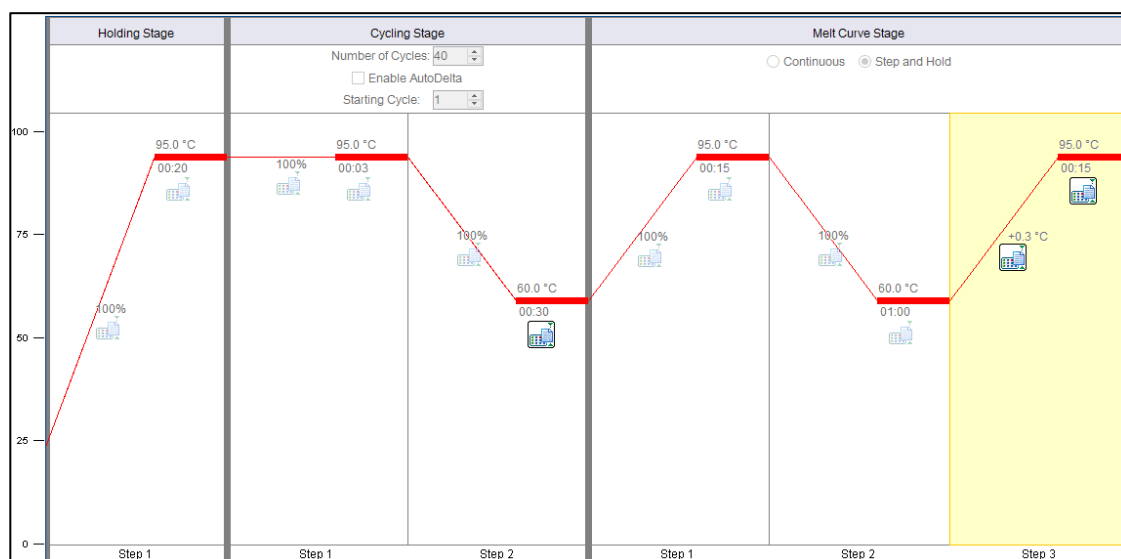 Holding Stage
Cycling Stage
Melt Curve Stage
Number of Cycles: 40
Enable AutoDelta
Starting Cycle: 1
Continuous
Step and Hold
100
75
50
25
0
95.0 °C
00:20
100%
95.0 °C
00:03
100%
100%
60.0 °C
00:30
95.0 °C
00:15
100%
100%
60.0 °C
01:00
95.0 °C
00:15
+0.3 °C
Step 1
Step 1
Step 2
Step 1
Step 2
Step 3